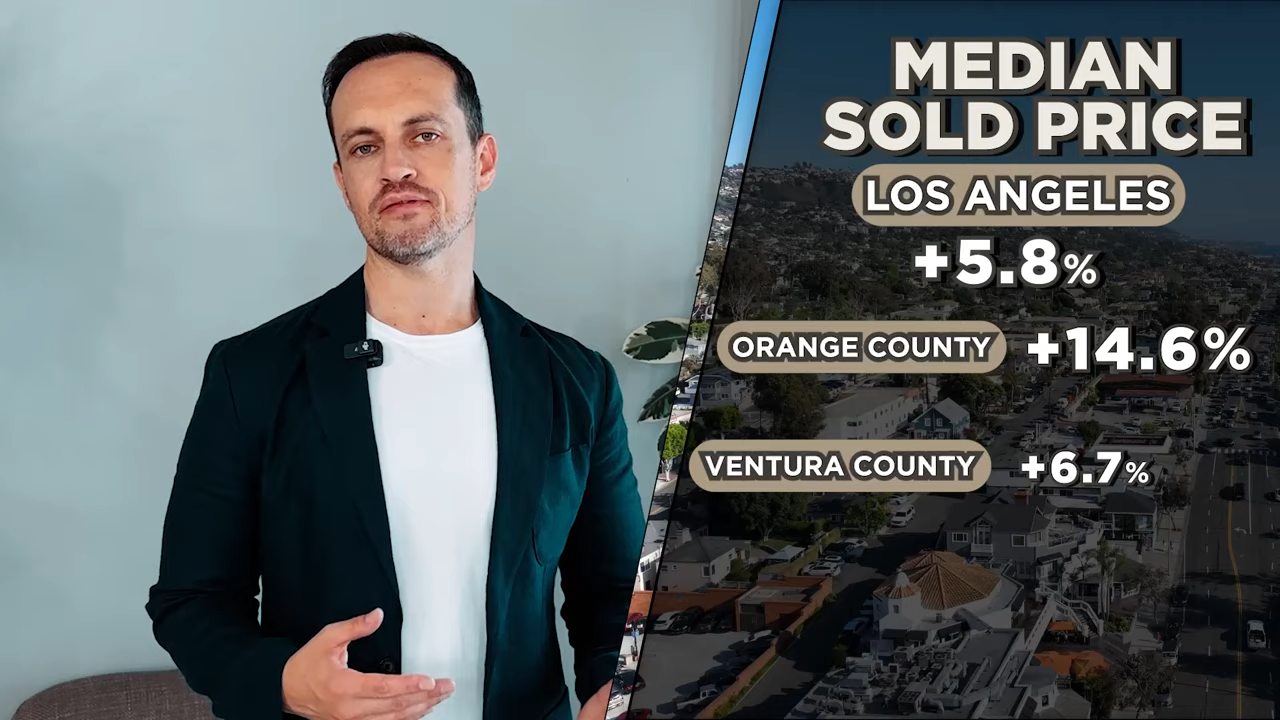 MEDIAN
SOLD PRICE
LOS ANGELES
+5.8%
ORANGE COUNTY +14.6%
VENTURA COUNTY +6.7%